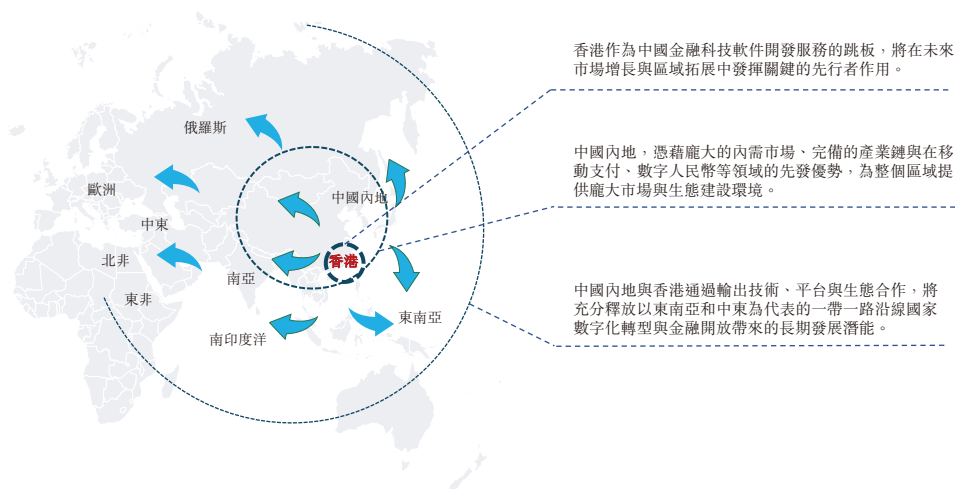 香港作為中國金融科技軟件開發服務的跳板，將在未來
市場增長與區域拓展中發揮關鍵的先行者作用。
俄羅斯
中國內地，憑藉龐大的內需市場、完備的產業鏈與在移
動支付、數字人民幣等領域的先發優勢，為整個區域提
供龐大市場與生態建設環境。
歐洲
中國內地
中東
北非
香港
南亞
東非
中國內地與香港通過輸出技術、平台與生態合作，將
充分釋放以東南亞和中東為代表的一帶一路沿線國家
數字化轉型與金融開放帶來的長期發展潛能。
東南亞
南印度洋